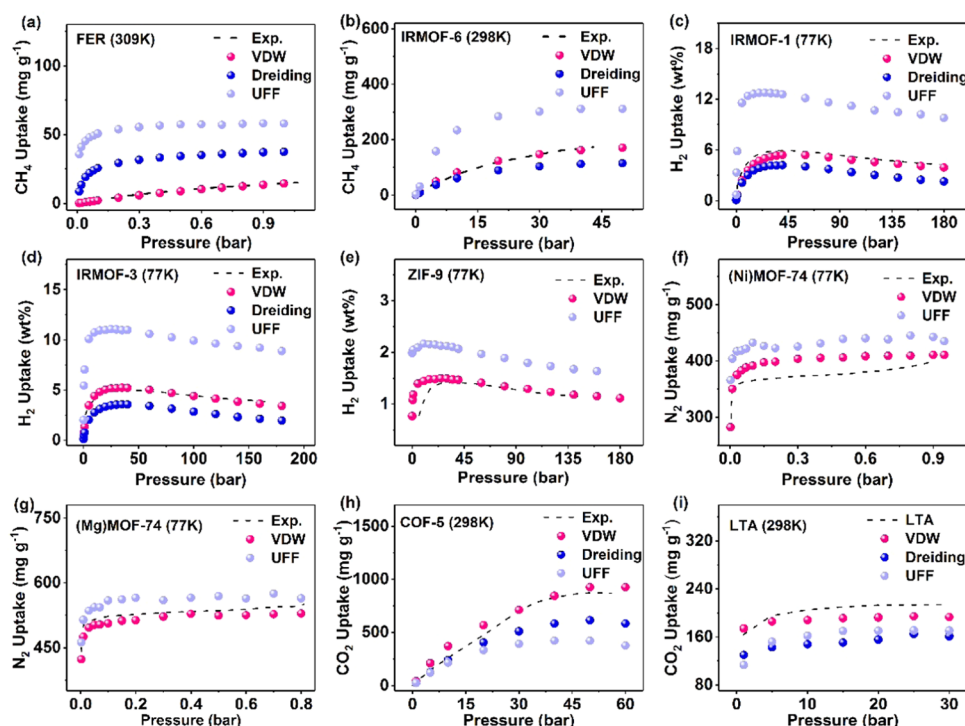 (a)
FER (309K)
Exp.
VDW
Dreiding
UFF
CH4 Uptake (mg g-1)
0
50
100
0.0
0.3
0.6
0.9
Pressure (bar)
(b)
IRMOF-6 (298K)
Exp.
VDW
Dreiding
UFF
CH4 Uptake (mg g-1)
0
200
400
600
0
15
30
45
Pressure (bar)
(c)
IRMOF-1 (77K)
Exp.
VDW
Dreiding
UFF
H2 Uptake (wt%)
0
6
12
18
0
45
90
135
180
Pressure (bar)
(d)
IRMOF-3 (77K)
Exp.
VDW
Dreiding
UFF
H2 Uptake (wt%)
0
5
10
15
0
50
100
150
200
Pressure (bar)
(e)
ZIF-9 (77K)
Exp.
VDW
UFF
H2 Uptake (wt%)
0
1
2
3
0
36
72
108
144
180
Pressure (bar)
(f)
(Ni)MOF-74 (77K)
Exp.
VDW
UFF
N2 Uptake (mg g-1)
300
400
500
0.0
0.3
0.6
0.9
Pressure (bar)
(g)
(Mg)MOF-74 (77K)
Exp.
VDW
UFF
N2 Uptake (mg g-1)
450
600
750
0.0
0.2
0.4
0.6
0.8
Pressure (bar)
(h)
COF-5 (298K)
Exp.
VDW
Dreiding
UFF
CO2 Uptake (mg g-1)
0
500
1000
1500
0
10
20
30
40
50
60
Pressure (bar)
(i)
LTA (298K)
LTA
VDW
Dreiding
UFF
CO2 Uptake (mg g-1)
80
160
240
320
0
10
20
30
Pressure (bar)